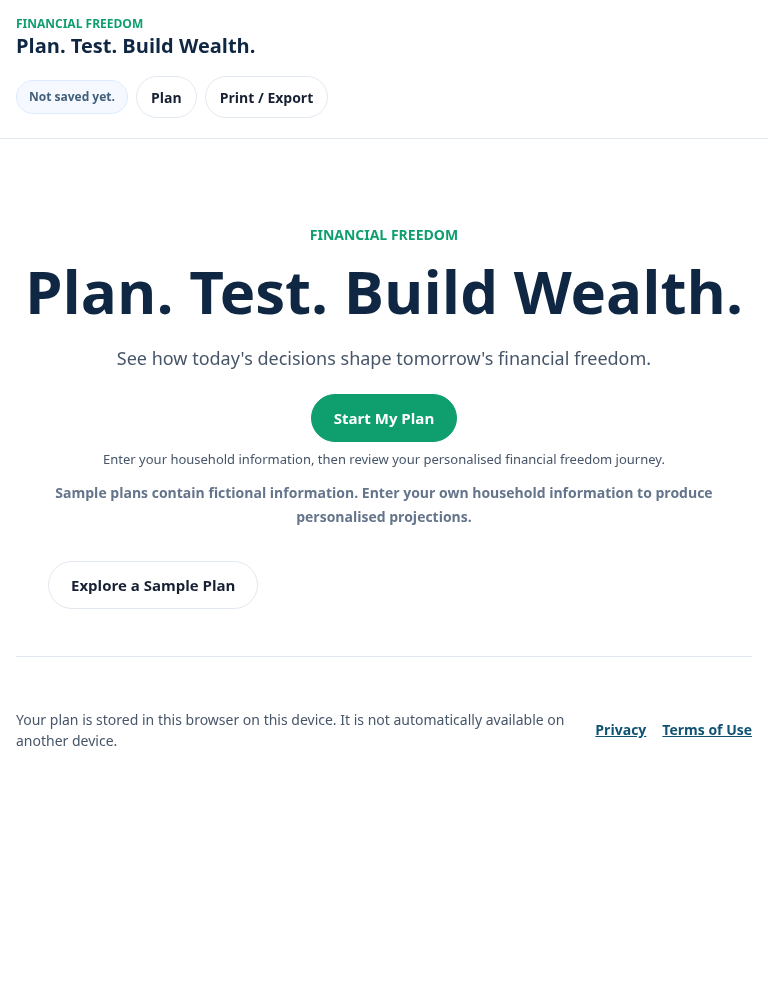 FINANCIAL FREEDOM
Plan. Test. Build Wealth.
Not saved yet.
Plan
Print / Export
FINANCIAL FREEDOM
Plan. Test. Build Wealth.
See how today's decisions shape tomorrow's financial freedom.
Start My Plan
Enter your household information, then review your personalised financial freedom journey.
Sample plans contain fictional information. Enter your own household information to produce
personalised projections.
Explore a Sample Plan
Your plan is stored in this browser on this device. It is not automatically available on
another device.
Privacy
Terms of Use